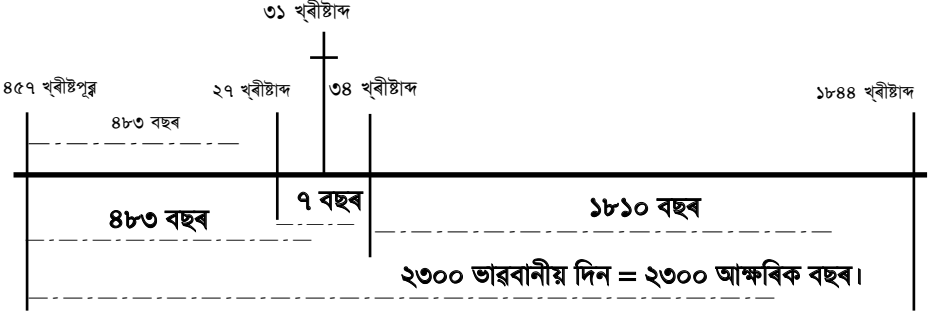 ৩১ খ্ৰীষ্টাব্দ
৪৫৭ খ্ৰীষ্টপূৰ্ব্ব
২৭ খ্ৰীষ্টাব্দ
৩৪ খ্ৰীষ্টাব্দ
১৮৪৪ খ্ৰীষ্টাব্দ
৪৮৩ বছৰ
৭ বছৰ
৪৮৩ বছৰ
১৮১০ বছৰ
২৩০০ ভাৱবানীয় দিন = ২৩০০ আক্ষৰিক বছৰ।